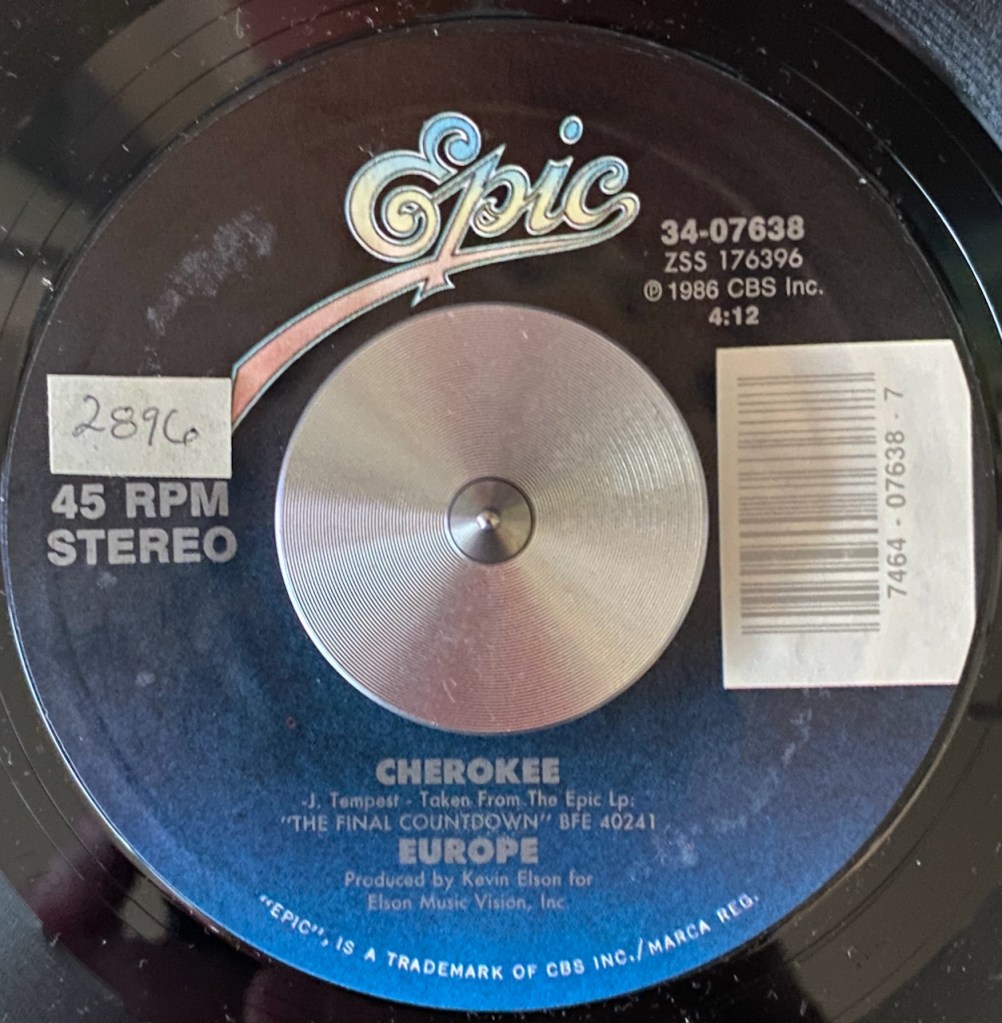 Epic
34-07638
ZSS 176396
℗ 1986 CBS Inc.
4:12
2896
45 RPM
STEREO
7464 - 07638 - 7
CHEROKEE
-J. Tempest - Taken From The Epic Lp:
"THE FINAL COUNTDOWN" BFE 40241
EUROPE
Produced by Kevin Elson for
Elson Music Vision, Inc.
"EPIC", IS A TRADEMARK OF CBS INC./MARCA REG.